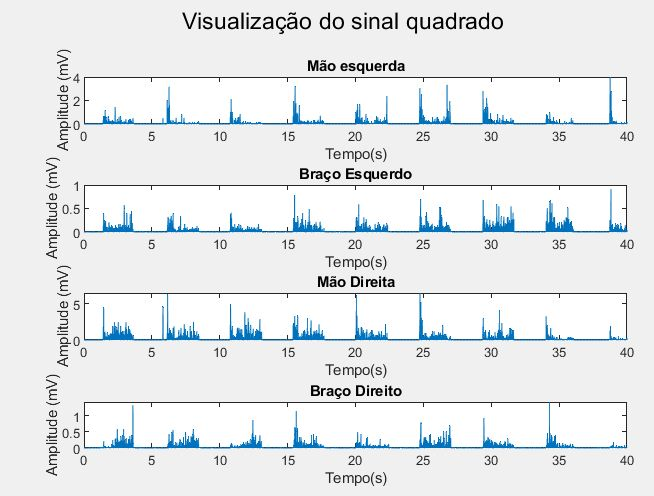 Visualização do sinal quadrado
Mão esquerda
Amplitude (mV)
4
2
0
0 5 10 15 20 25 30 35 40
Tempo(s)
Braço Esquerdo
Amplitude (mV)
1
0.5
0
0 5 10 15 20 25 30 35 40
Tempo(s)
Mão Direita
Amplitude (mV)
5
0
0 5 10 15 20 25 30 35 40
Tempo(s)
Braço Direito
Amplitude (mV)
1
0.5
0
0 5 10 15 20 25 30 35 40
Tempo(s)